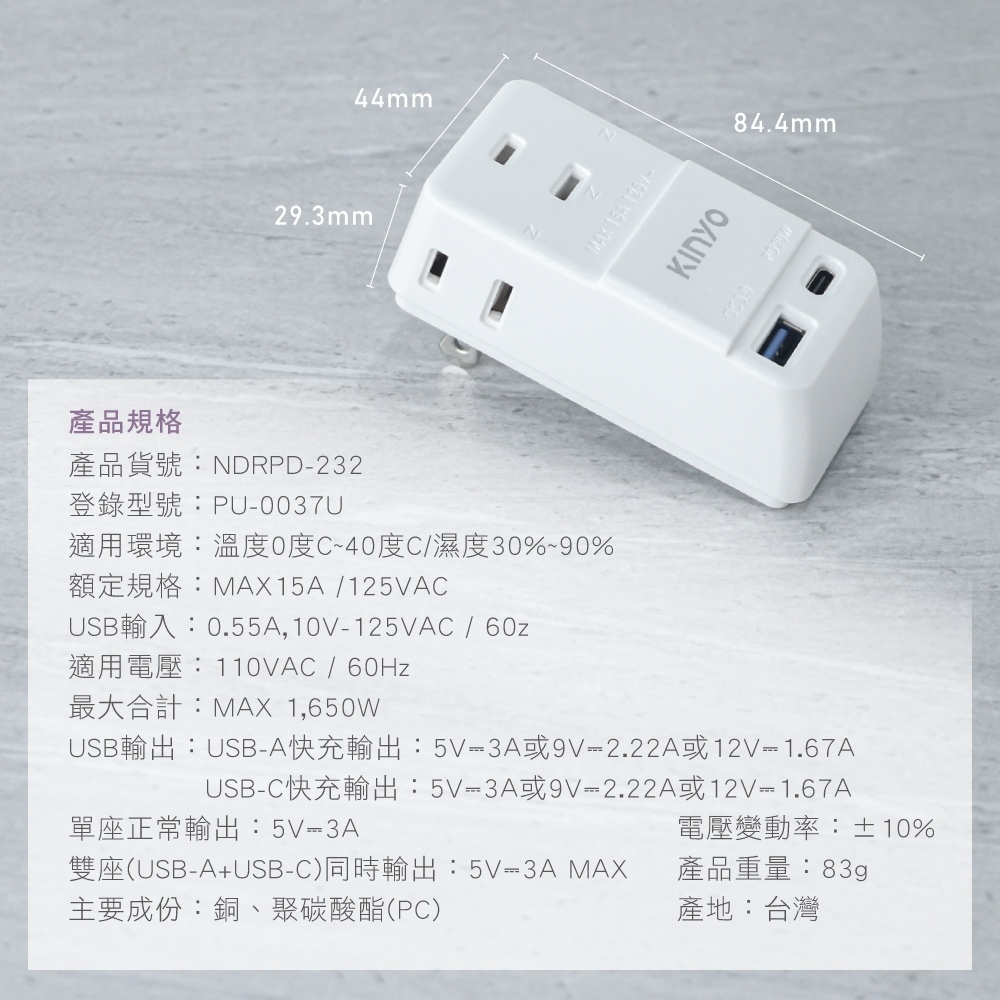 44mm
84.4mm
29.3mm
MAX 15A 125V~
KINYO
PD20W
QC3.0
N
N
N
產品規格
產品貨號：NDRPD-232
登錄型號：PU-0037U
適用環境：溫度0度C~40度C/濕度30%~90%
額定規格：MAX15A /125VAC
USB輸入：0.55A,10V-125VAC / 60z
適用電壓：110VAC / 60Hz
最大合計：MAX 1,650W
USB輸出：USB-A快充輸出：5V⎓3A或9V⎓2.22A或12V⎓1.67A
USB-C快充輸出：5V⎓3A或9V⎓2.22A或12V⎓1.67A
單座正常輸出：5V⎓3A
電壓變動率：±10%
雙座(USB-A+USB-C)同時輸出：5V⎓3A MAX
產品重量：83g
主要成份：銅、聚碳酸酯(PC)
產地：台灣